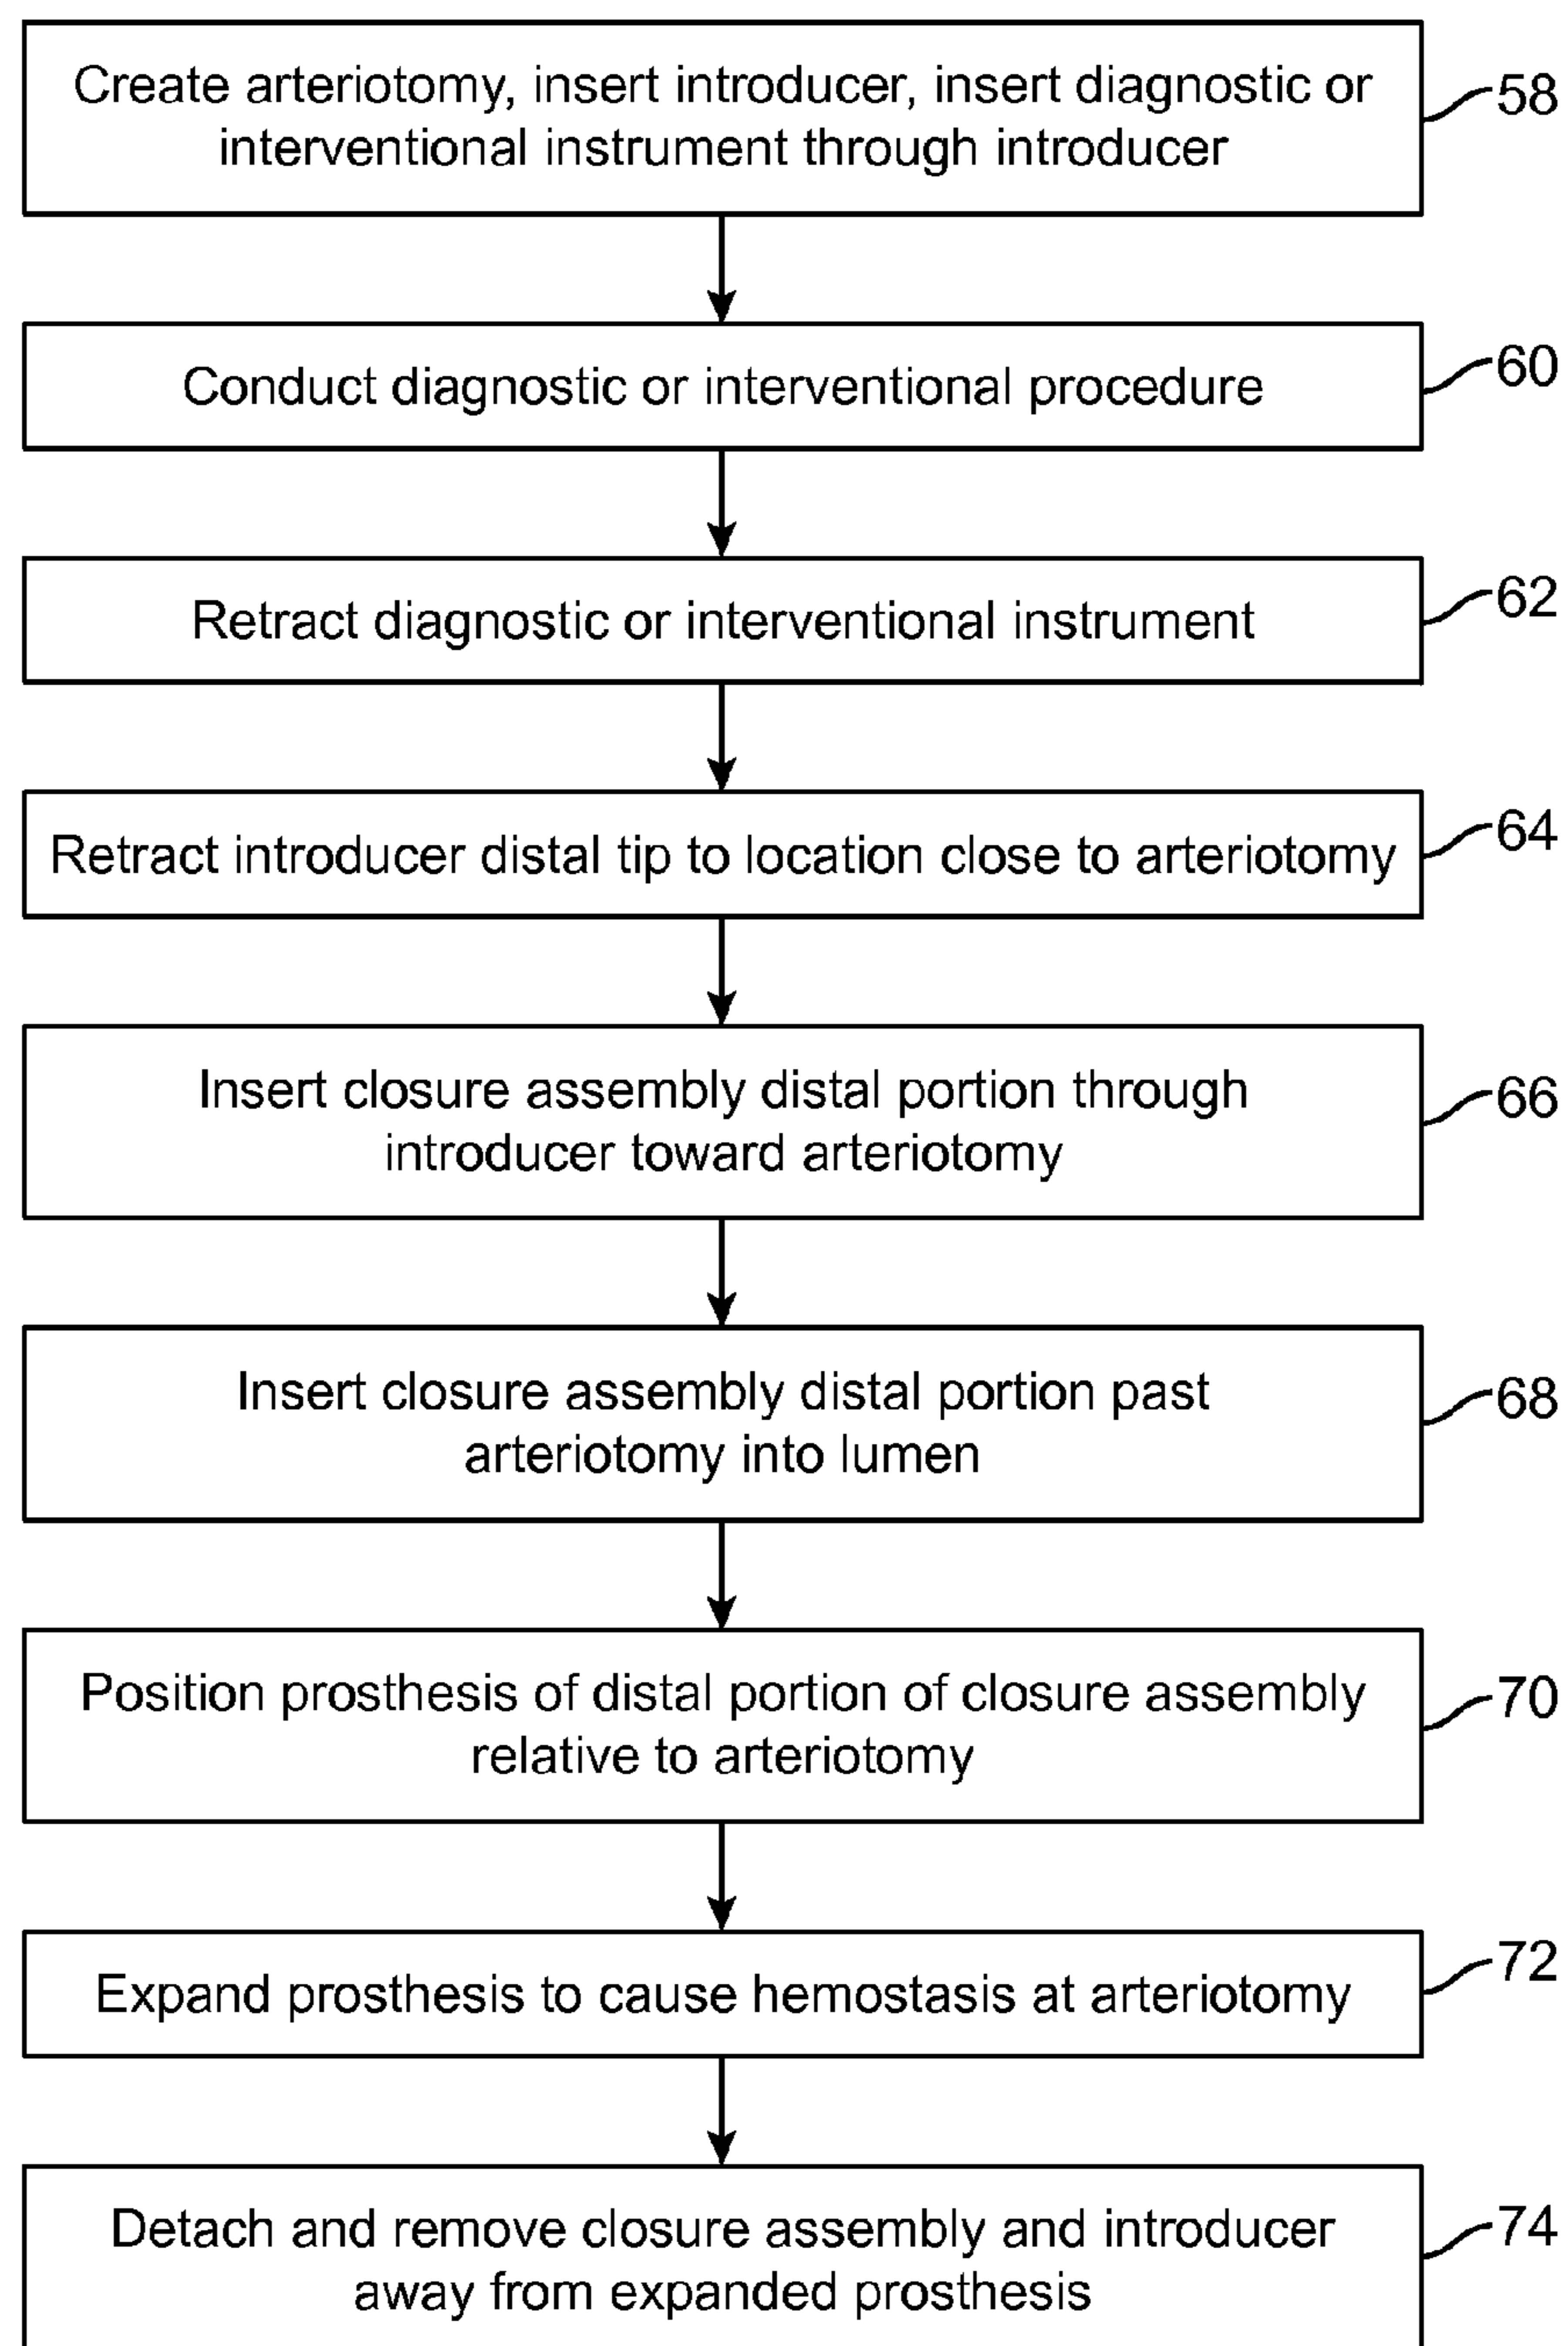 Create arteriotomy, insert introducer, insert diagnostic or
interventional instrument through introducer
58
Conduct diagnostic or interventional procedure
60
Retract diagnostic or interventional instrument
62
Retract introducer distal tip to location close to arteriotomy
64
Insert closure assembly distal portion through
introducer toward arteriotomy
66
Insert closure assembly distal portion past
arteriotomy into lumen
68
Position prosthesis of distal portion of closure assembly
relative to arteriotomy
70
Expand prosthesis to cause hemostasis at arteriotomy
72
Detach and remove closure assembly and introducer
away from expanded prosthesis
74